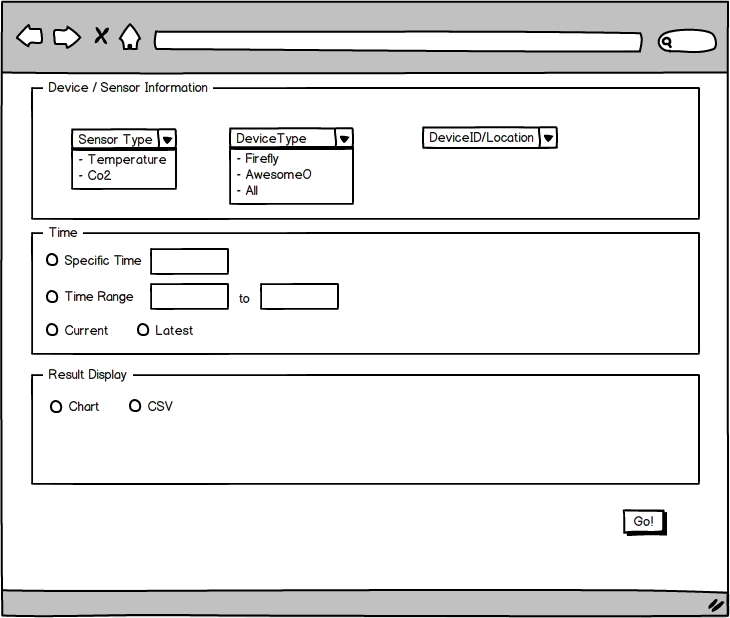 Device / Sensor Information
Sensor Type
- Temperature
- Co2
DeviceType
- Firefly
- AwesomeO
- All
DeviceID/Location
Time
Specific Time
Time Range to
Current Latest
Result Display
Chart CSV
Go!